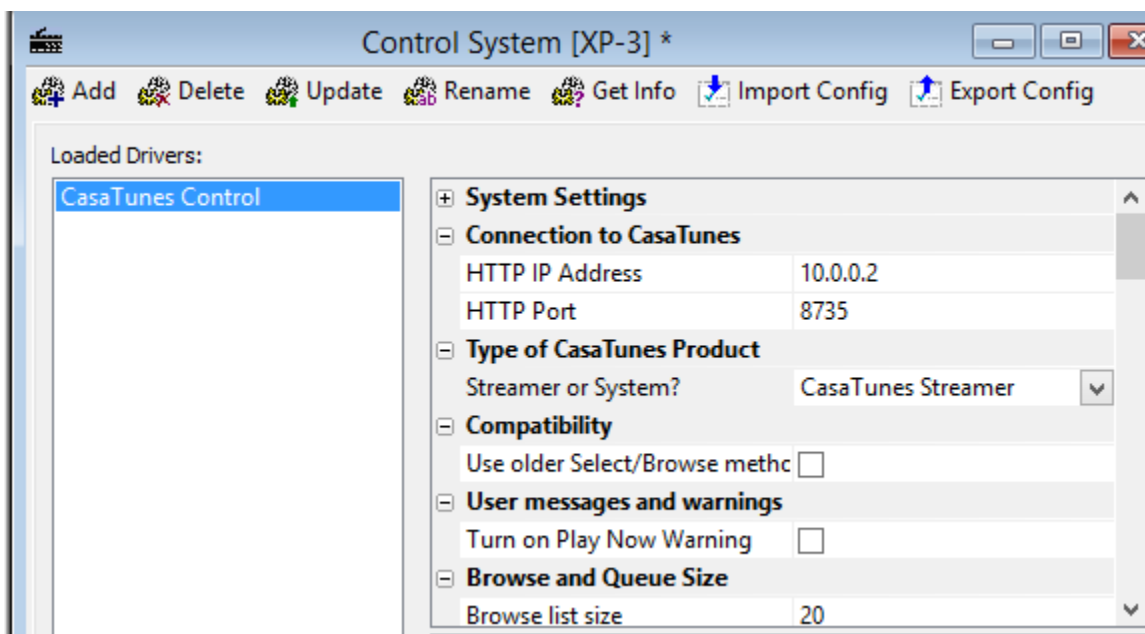 Control System [XP-3] *
Add Delete Update Rename Get Info Import Config Export Config
Loaded Drivers:
CasaTunes Control
System Settings
Connection to CasaTunes
HTTP IP Address 10.0.0.2
HTTP Port 8735
Type of CasaTunes Product
Streamer or System? CasaTunes Streamer
Compatibility
Use older Select/Browse methc
User messages and warnings
Turn on Play Now Warning
Browse and Queue Size
Browse list size 20